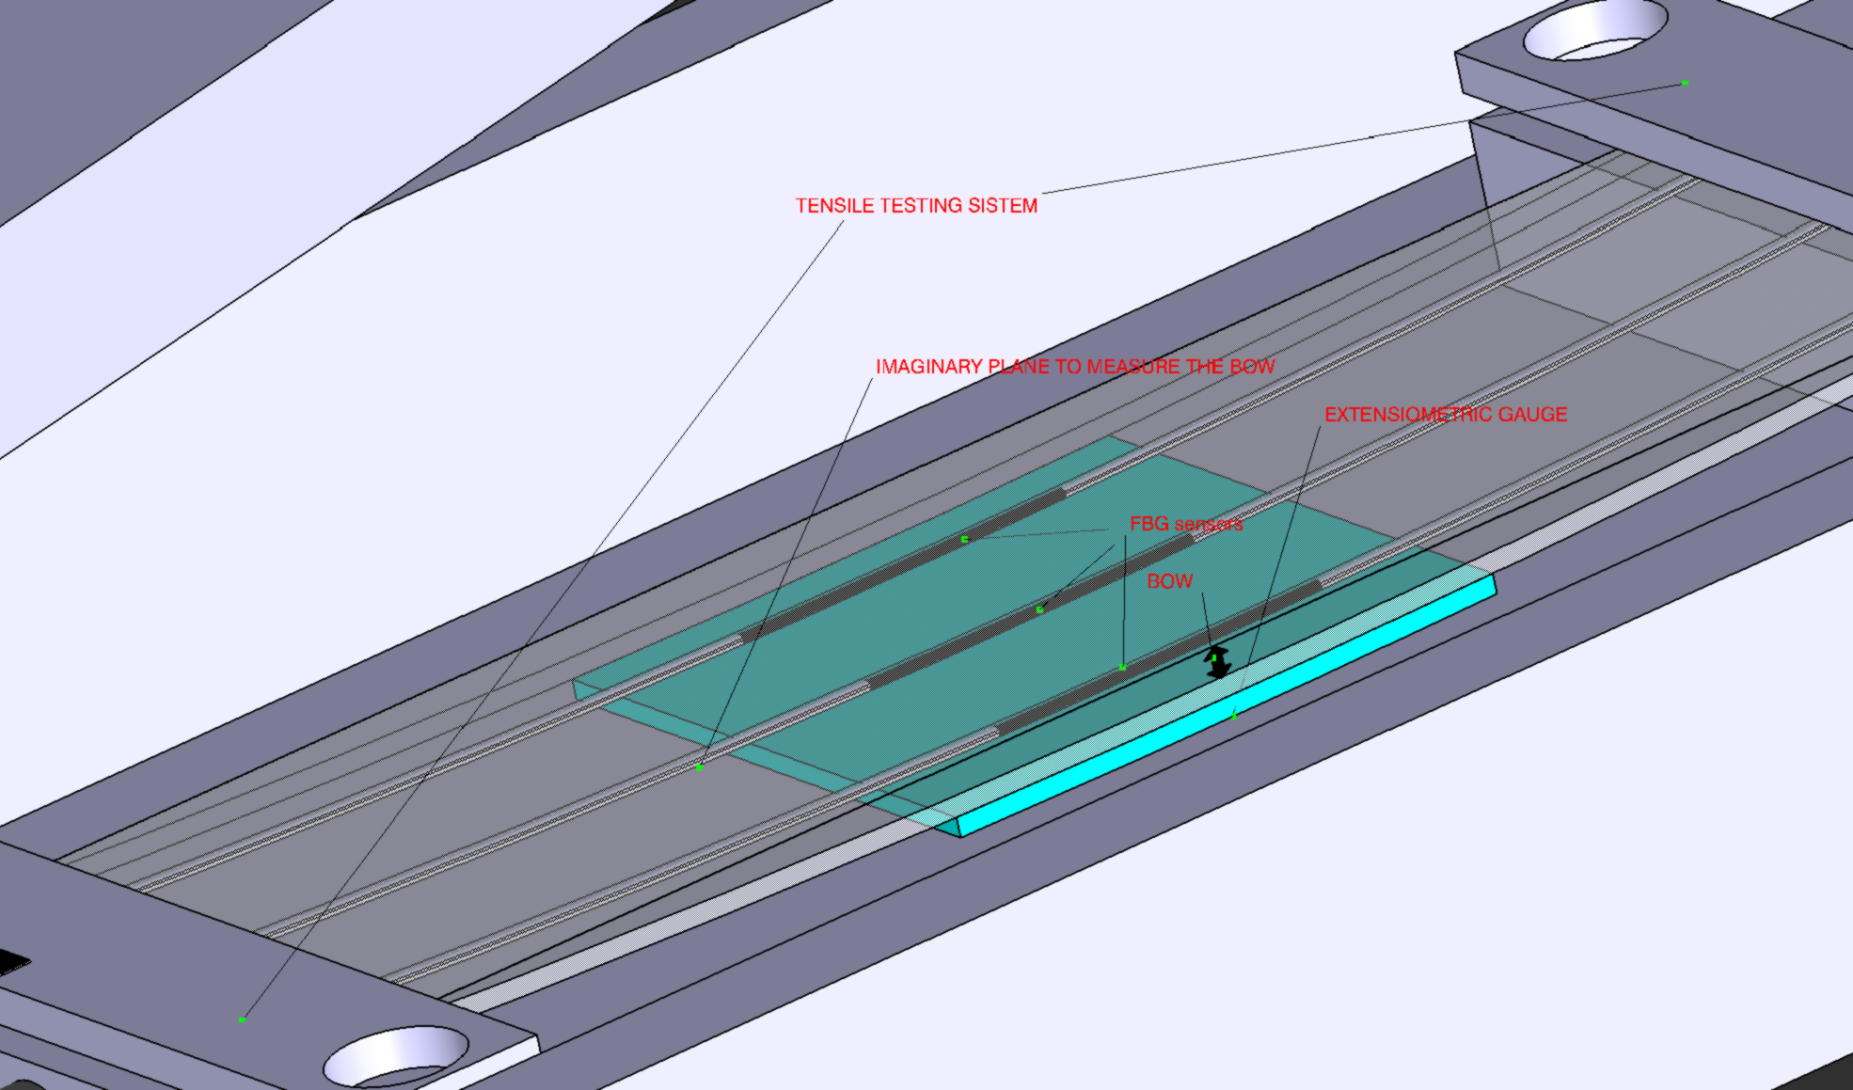 TENSILE TESTING SISTEM
IMAGINARY PLANE TO MEASURE THE BOW
EXTENSIOMETRIC GAUGE
FBG sensors
BOW